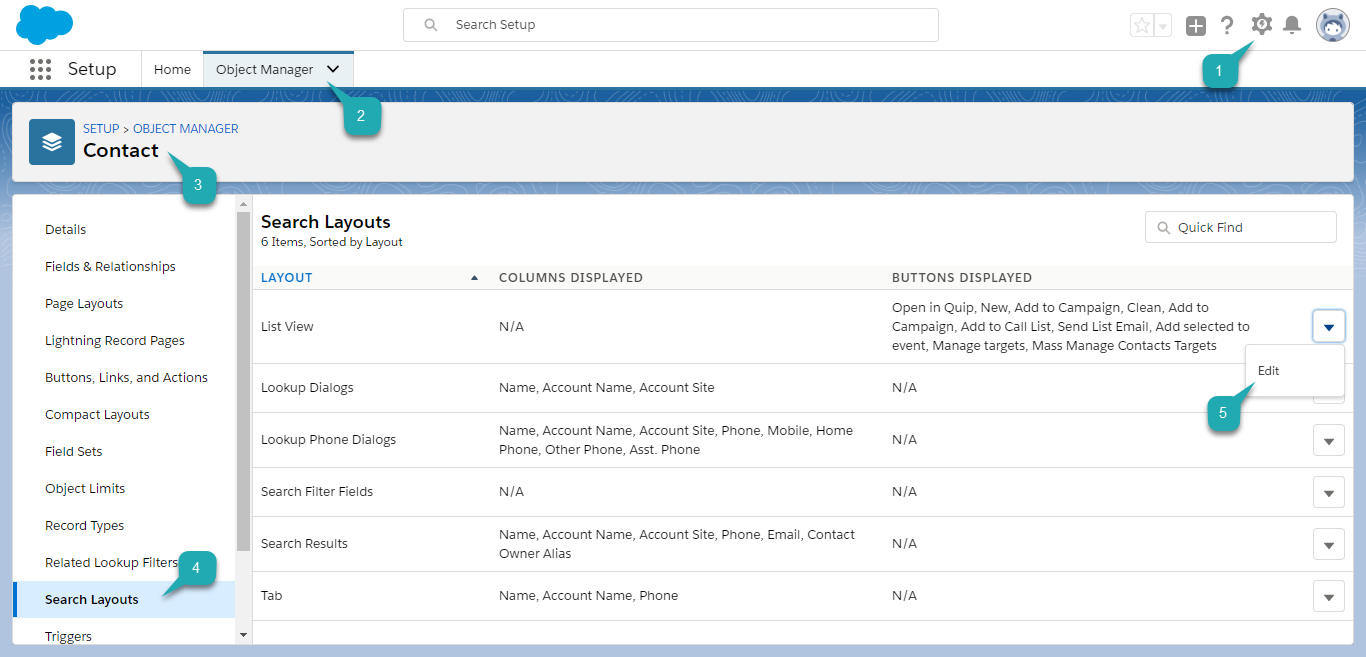 Search Setup
1
Setup
Home
Object Manager
2
SETUP > OBJECT MANAGER
Contact
3
Details
Fields & Relationships
Page Layouts
Lightning Record Pages
Buttons, Links, and Actions
Compact Layouts
Field Sets
Object Limits
Record Types
Related Lookup Filters
4
Search Layouts
Triggers
Search Layouts
6 Items, Sorted by Layout
Quick Find
LAYOUT COLUMNS DISPLAYED BUTTONS DISPLAYED
List View N/A
Open in Quip, New, Add to Campaign, Clean, Add to
Campaign, Add to Call List, Send List Email, Add selected to
event, Manage targets, Mass Manage Contacts Targets
Edit
5
Lookup Dialogs Name, Account Name, Account Site N/A
Lookup Phone Dialogs
Name, Account Name, Account Site, Phone, Mobile, Home
Phone, Other Phone, Asst. Phone
N/A
Search Filter Fields N/A N/A
Search Results
Name, Account Name, Account Site, Phone, Email, Contact
Owner Alias
N/A
Tab Name, Account Name, Phone N/A